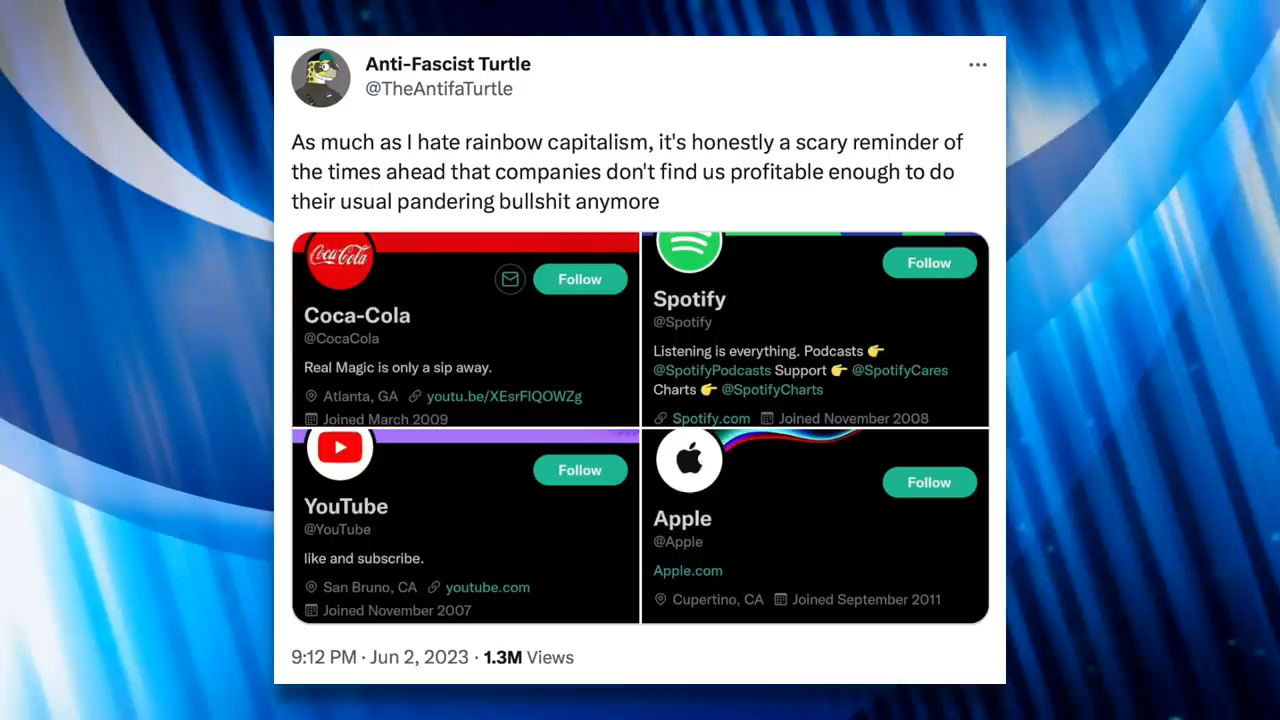 Anti-Fascist Turtle
@TheAntifaTurtle
As much as I hate rainbow capitalism, it's honestly a scary reminder of
the times ahead that companies don't find us profitable enough to do
their usual pandering bullshit anymore
Coca-Cola
Follow
Coca-Cola
@CocaCola
Real Magic is only a sip away.
Atlanta, GA youtu.be/XEsrFlQOWZg
Joined March 2009
Follow
Spotify
@Spotify
Listening is everything. Podcasts 👉
@SpotifyPodcasts Support 👉 @SpotifyCares
Charts 👉 @SpotifyCharts
Spotify.com Joined November 2008
Follow
YouTube
@YouTube
like and subscribe.
San Bruno, CA youtube.com
Joined November 2007
Follow
Apple
@Apple
Apple.com
Cupertino, CA Joined September 2011
9:12 PM · Jun 2, 2023 · 1.3M Views